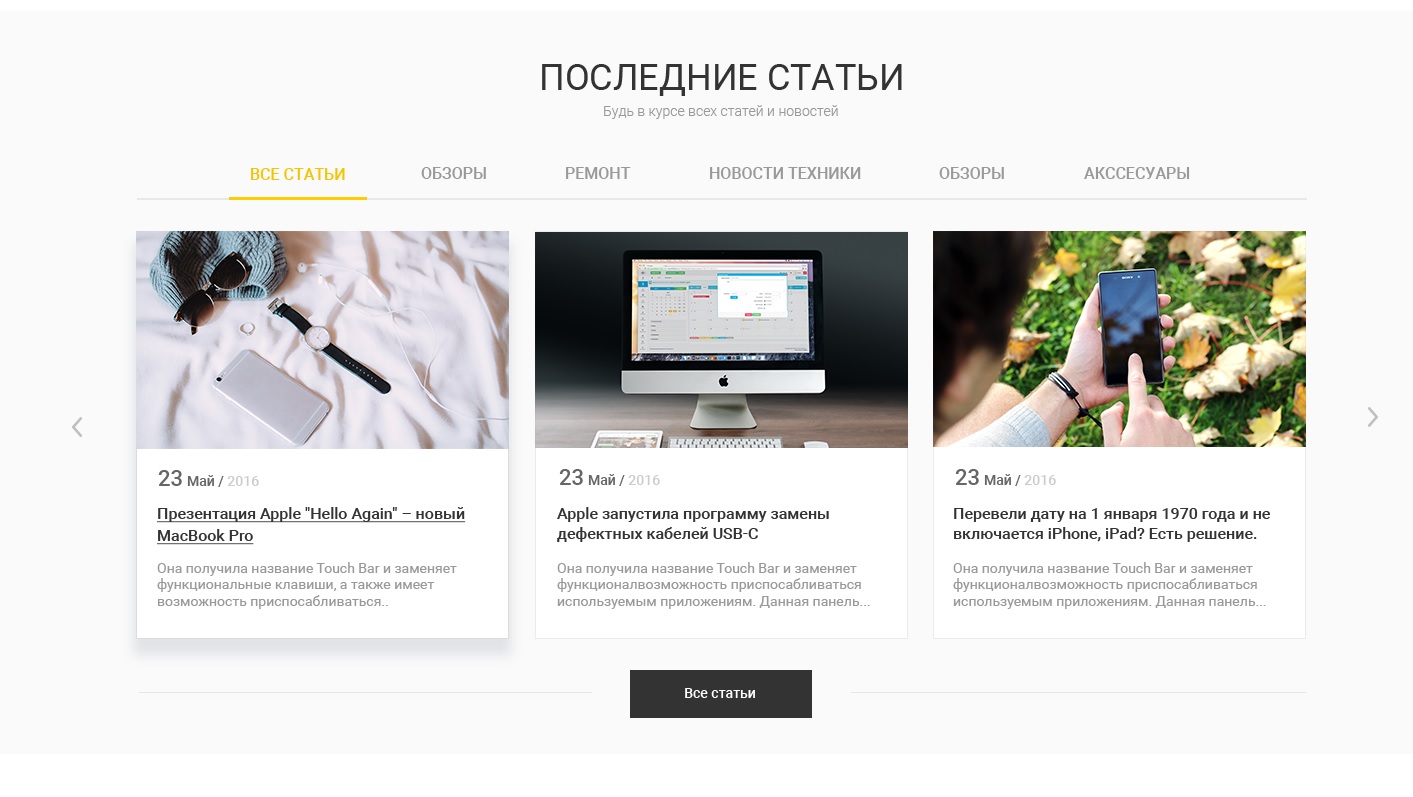 ПОСЛЕДНИЕ СТАТЬИ
Будь в курсе всех статей и новостей
ВСЕ СТАТЬИ
ОБЗОРЫ
РЕМОНТ
НОВОСТИ ТЕХНИКИ
ОБЗОРЫ
АКССЕСУАРЫ
SONY
23 Май / 2016
Презентация Apple "Hello Again" – новый
MacBook Pro
Она получила название Touch Bar и заменяет
функциональные клавиши, а также имеет
возможность приспосабливаться..
23 Май / 2016
Apple запустила программу замены
дефектных кабелей USB-C
Она получила название Touch Bar и заменяет
функционалвозможность приспосабливаться
используемым приложениям. Данная панель...
23 Май / 2016
Перевели дату на 1 января 1970 года и не
включается iPhone, iPad? Есть решение.
Она получила название Touch Bar и заменяет
функционалвозможность приспосабливаться
используемым приложениям. Данная панель...
Все статьи